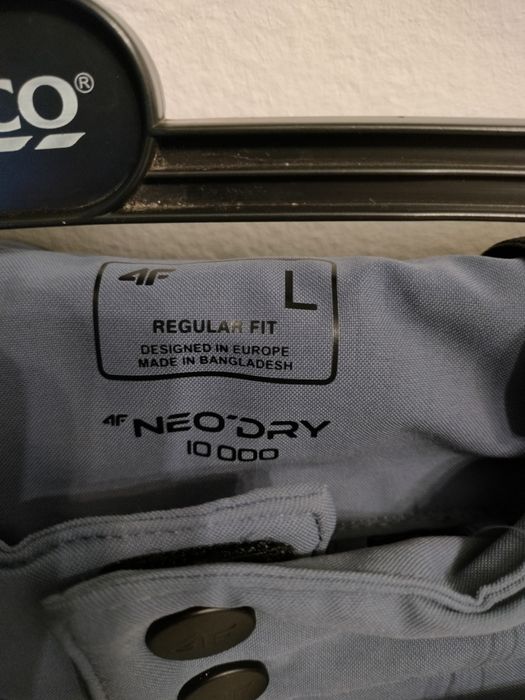 CO®
4F
L
REGULAR FIT
DESIGNED IN EUROPE
MADE IN BANGLADESH
4F NEO-DRY
10 000
4F